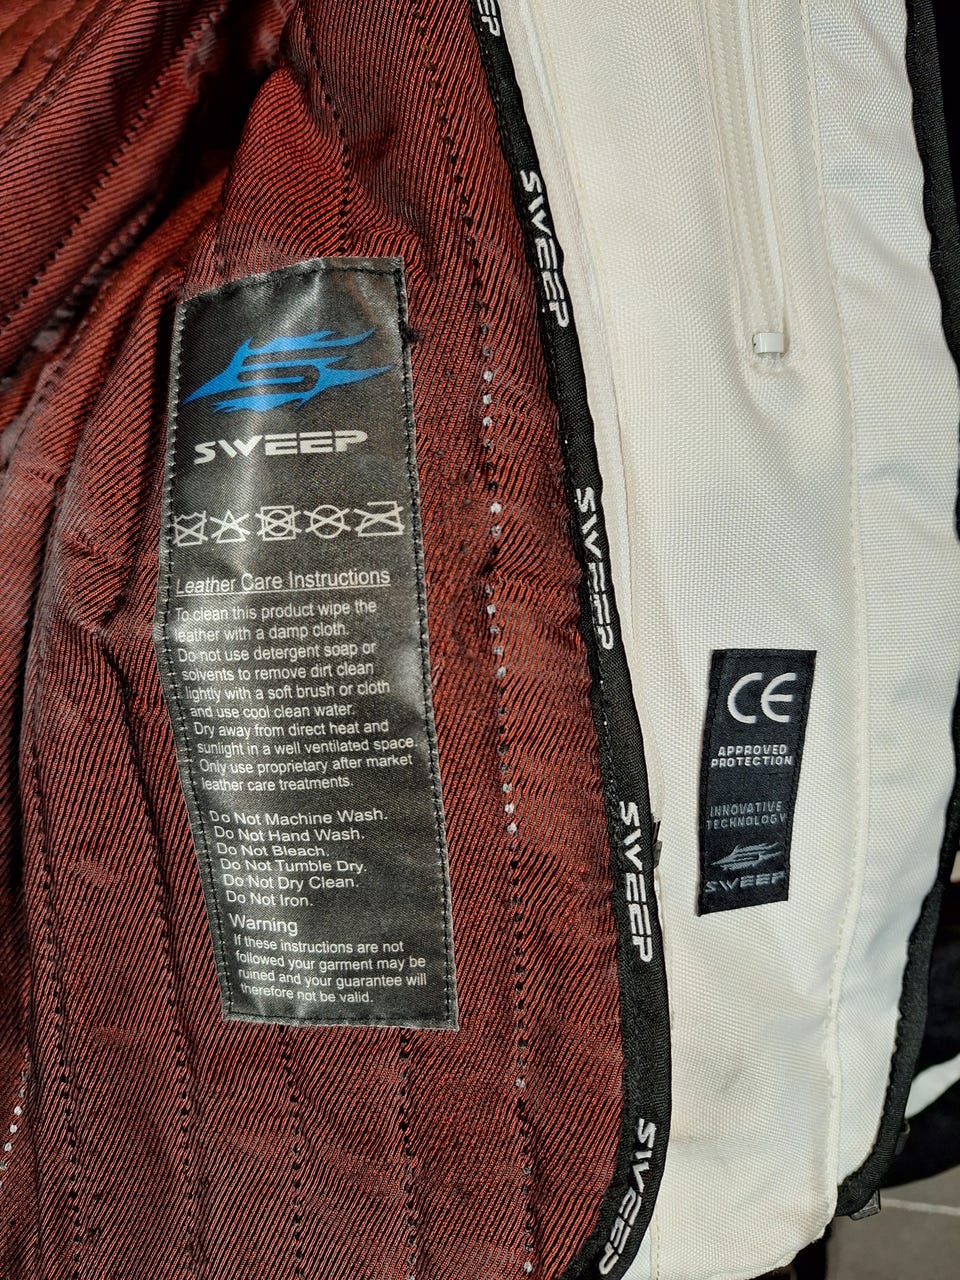 SWEEP
Leather Care Instructions
To clean this product wipe the
leather with a damp cloth.
Do not use detergent soap or
solvents to remove dirt clean
lightly with a soft brush or cloth
and use cool clean water.
Dry away from direct heat and
sunlight in a well ventilated space.
Only use proprietary after market
leather care treatments.
Do Not Machine Wash.
Do Not Hand Wash.
Do Not Bleach.
Do Not Tumble Dry.
Do Not Dry Clean.
Do Not Iron.
Warning
If these instructions are not
followed your garment may be
ruined and your guarantee will
therefore not be valid.
EP
SWEEP
SWEEP
SWEEP
SWEEP
CE
APPROVED
PROTECTION
INNOVATIVE
TECHNOLOGY
SWEEP